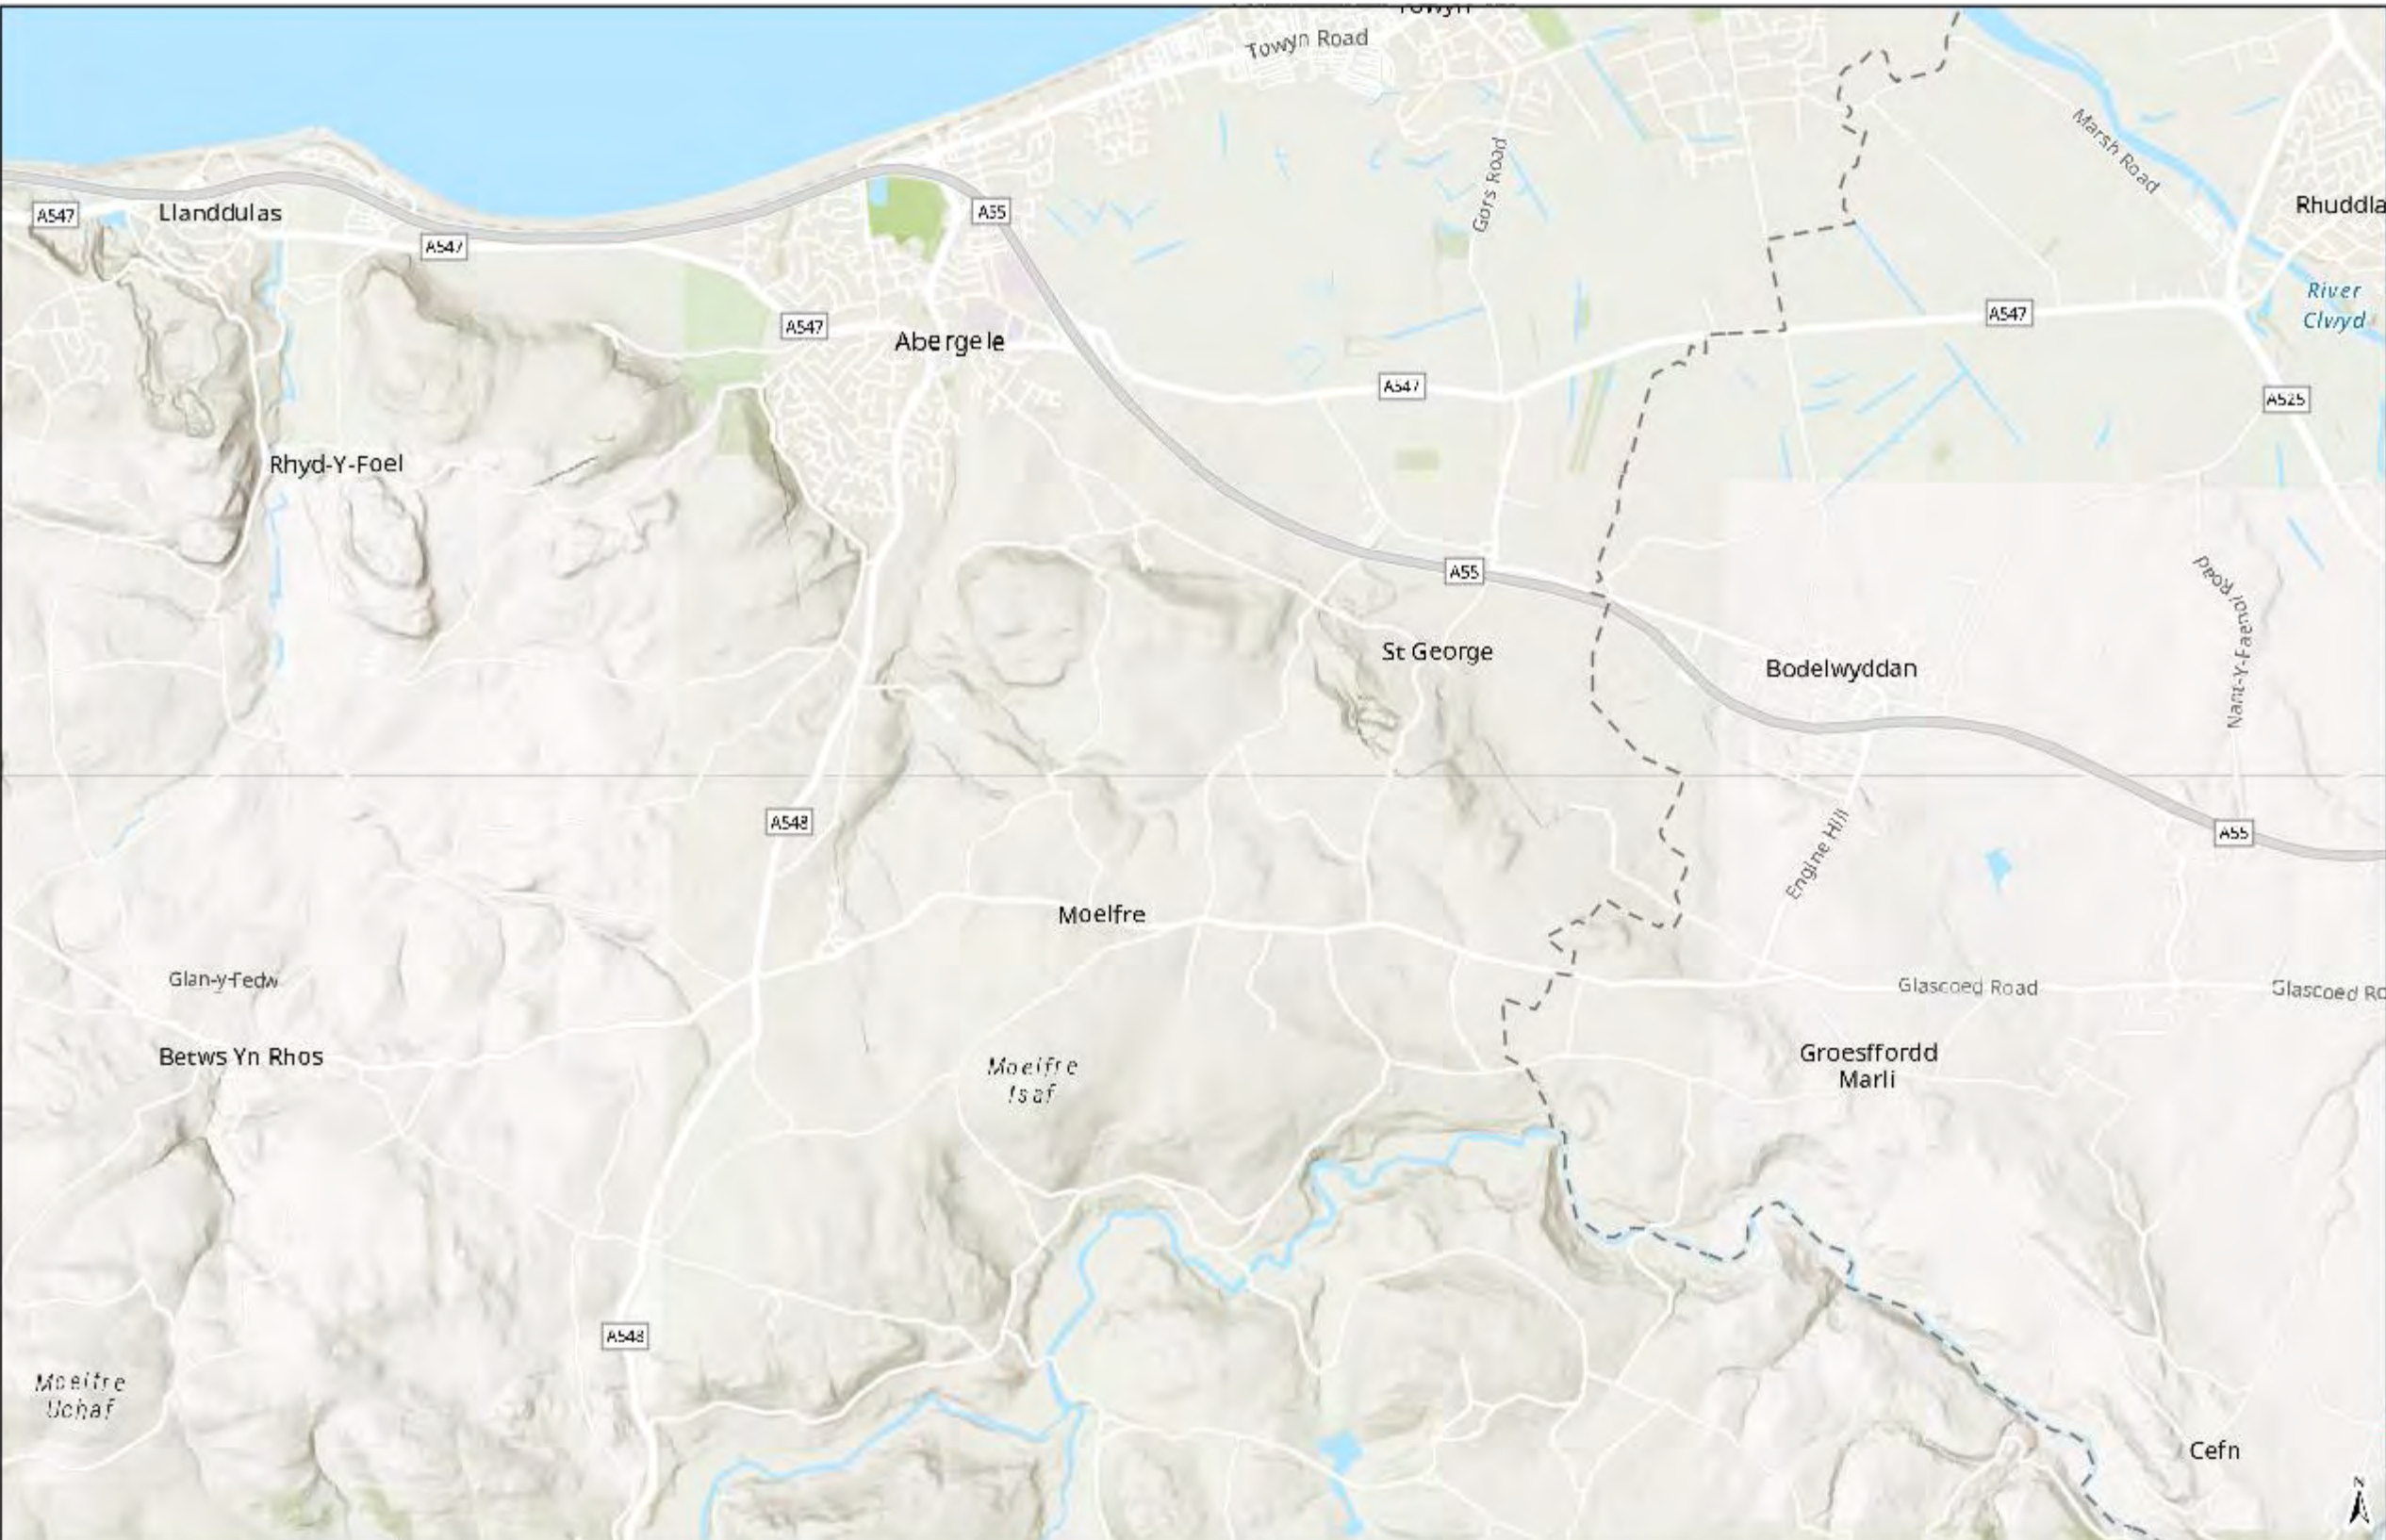 Towyn
Towyn Road
Marsh Road
Gors Road
Rhuddla
A547
Llanddulas
A55
A547
River
Clwyd
A547
A547
Abergele
A547
A525
Rhyd-Y-Foel
A55
Nant-Y-Faenol Road
St George
Bodelwyddan
A548
A55
Engine Hill
Moelfre
Glan-y-Fedw
Glascoed Road
Glascoed Ro
Betws Yn Rhos
Moelfre
Isaf
Groesffordd
Marli
A548
Moelfre
Uchaf
Cefn
N